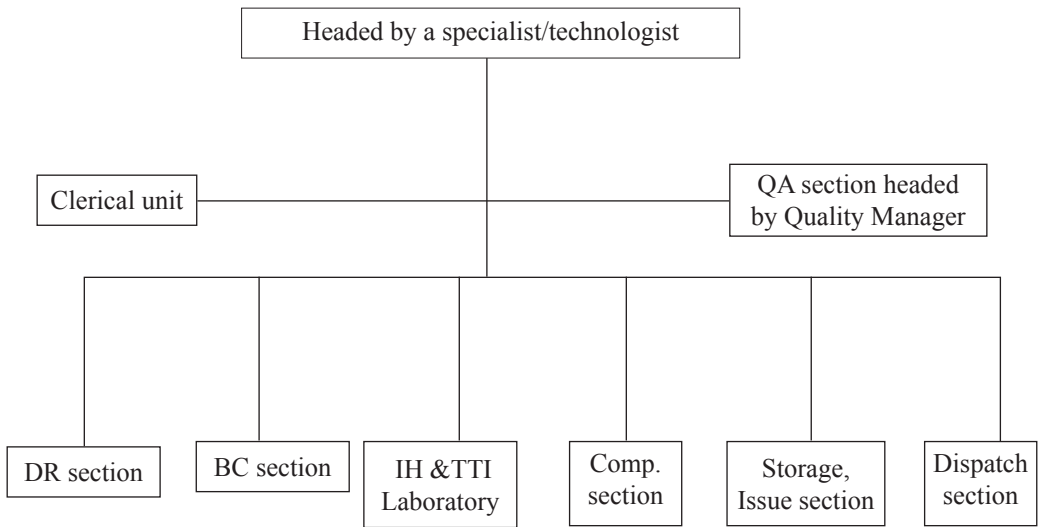 Headed by a specialist/technologist
Clerical unit
QA section headed
by Quality Manager
DR section
BC section
IH &TTI
Laboratory
Comp.
section
Storage,
Issue section
Dispatch
section